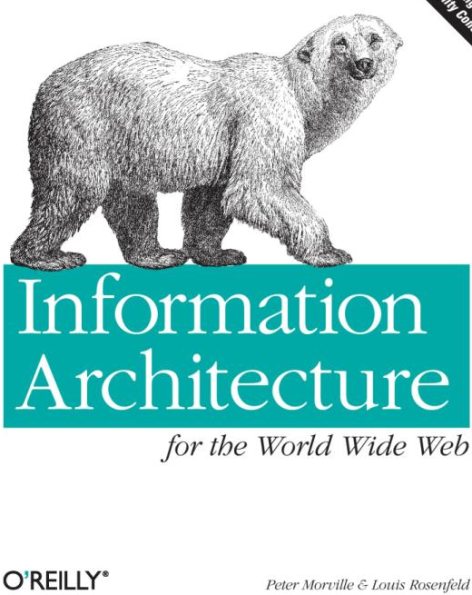 Information
Architecture
for the World Wide Web
O'REILLY®
Peter Morville & Louis Rosenfeld